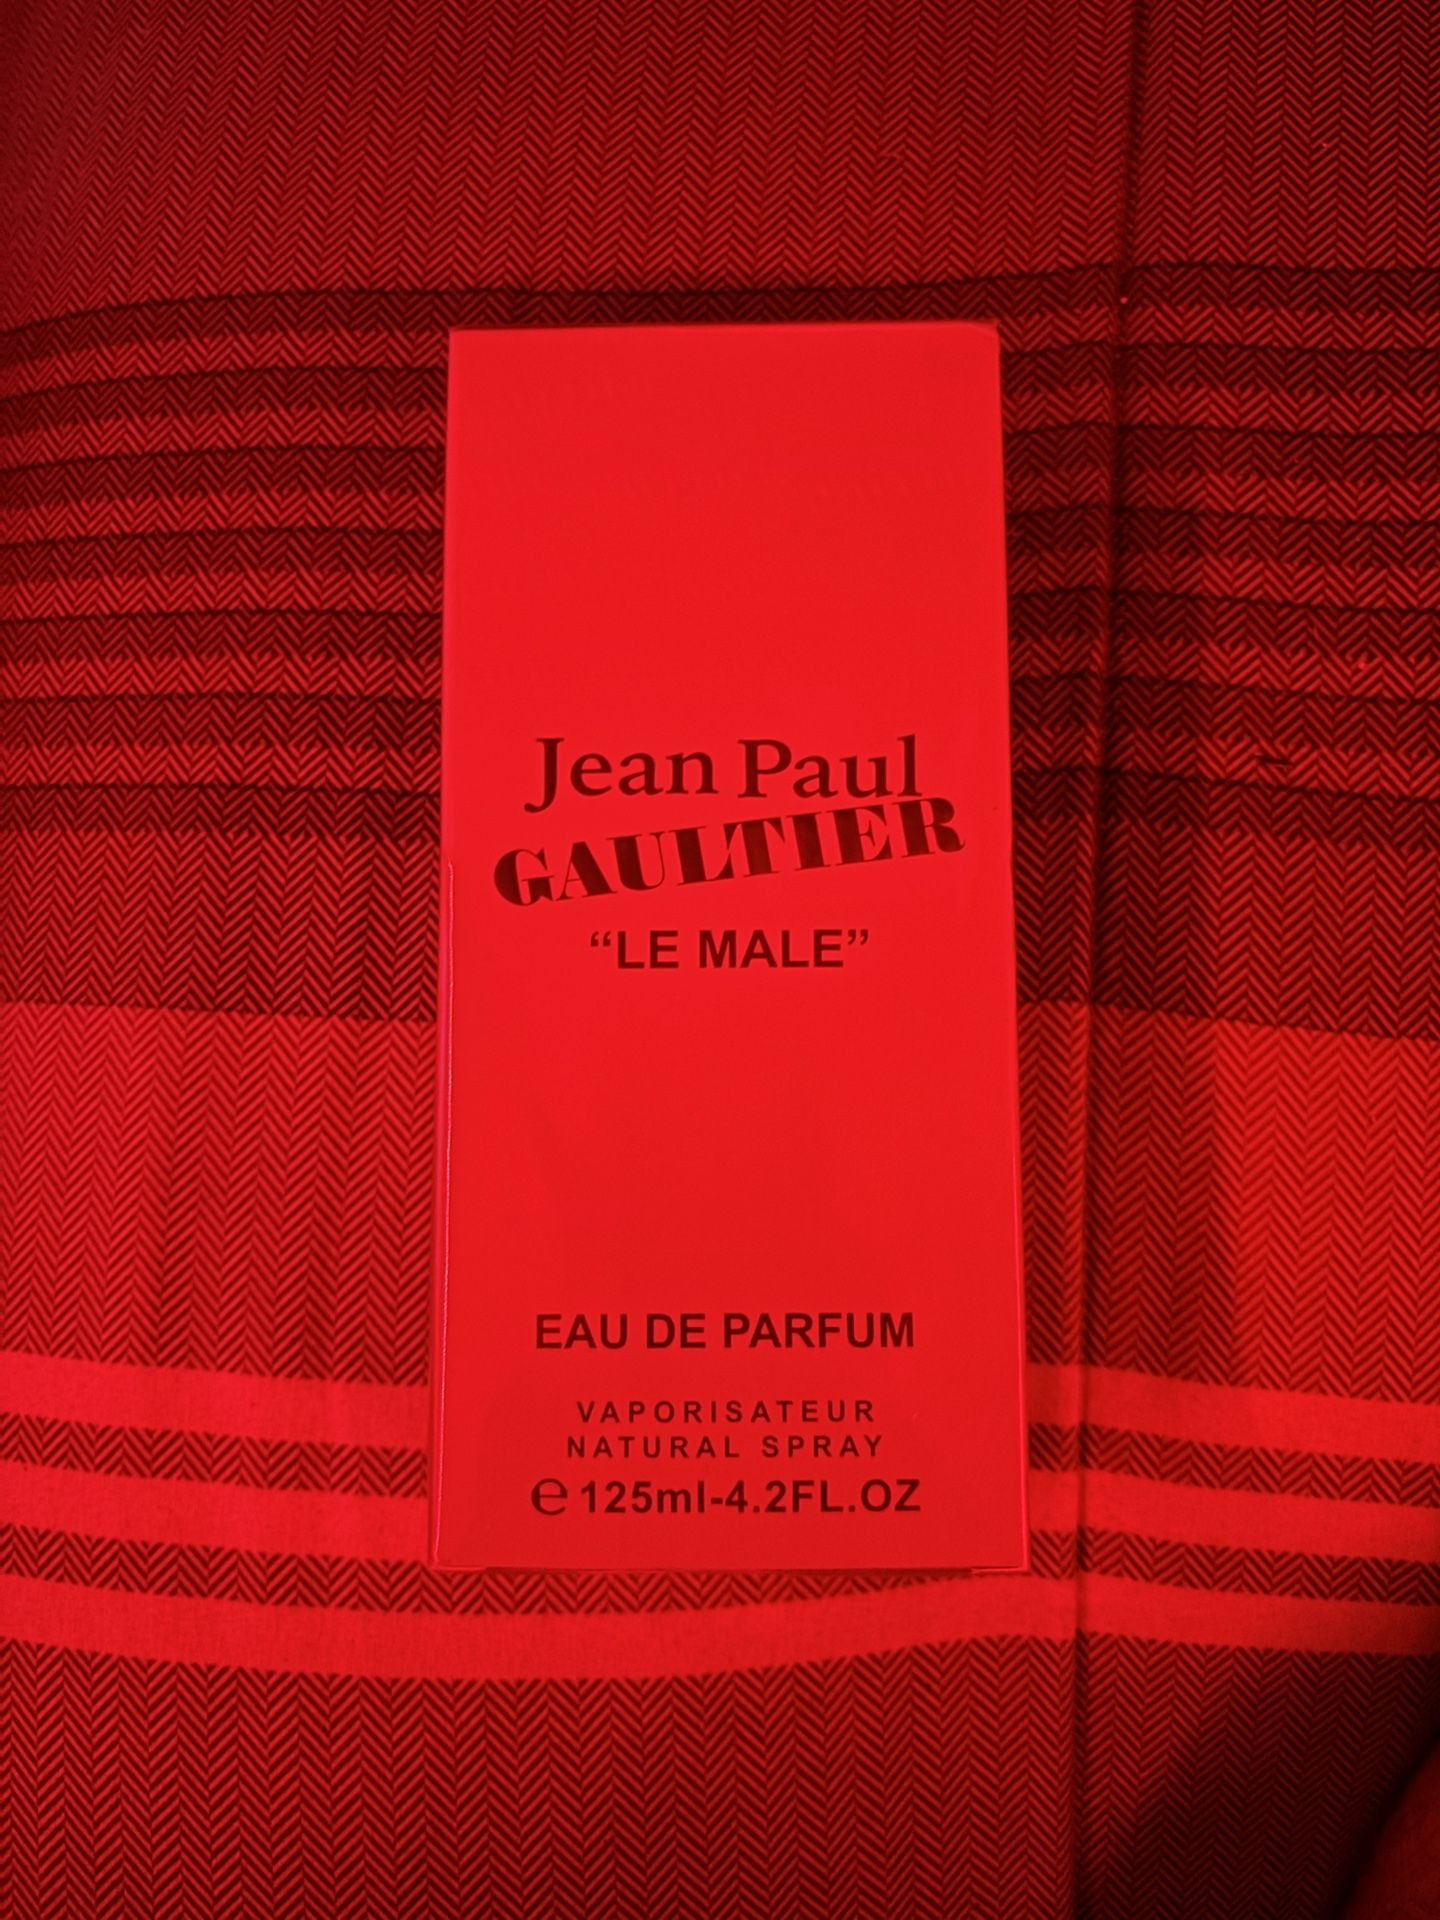 Jean Paul
GAULTIER
“LE MALE”
EAU DE PARFUM
VAPORISATEUR
NATURAL SPRAY
℮ 125ml-4.2FL.OZ